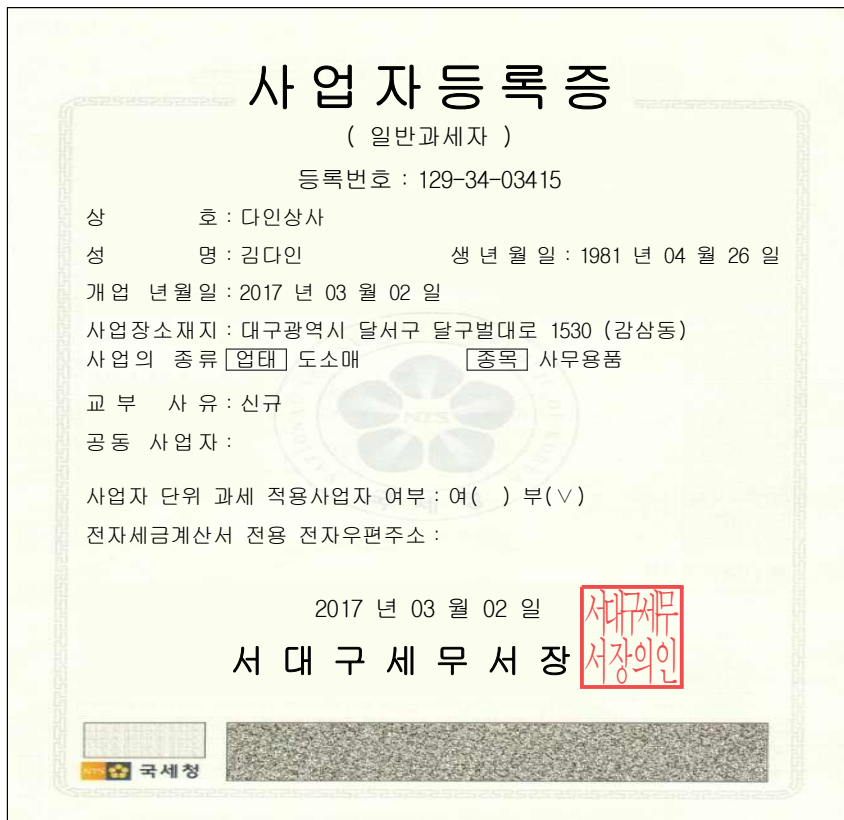 사업자등록증
( 일반과세자 )
등록번호 : 129-34-03415
상 호 : 다인상사
성 명 : 김다인 생 년 월 일 : 1981 년 04 월 26 일
개업 년월일 : 2017 년 03 월 02 일
사업장소재지 : 대구광역시 달서구 달구벌대로 1530 (감삼동)
사업의 종류 업태 도소매 종목 사무용품
교 부 사 유 : 신규
공동 사업자 :
사업자 단위 과세 적용사업자 여부 : 여( ) 부(∨)
전자세금계산서 전용 전자우편주소 :
2017 년 03 월 02 일
서 대 구 세 무 서 장
서대구세무
서장의인
NTS 국세청